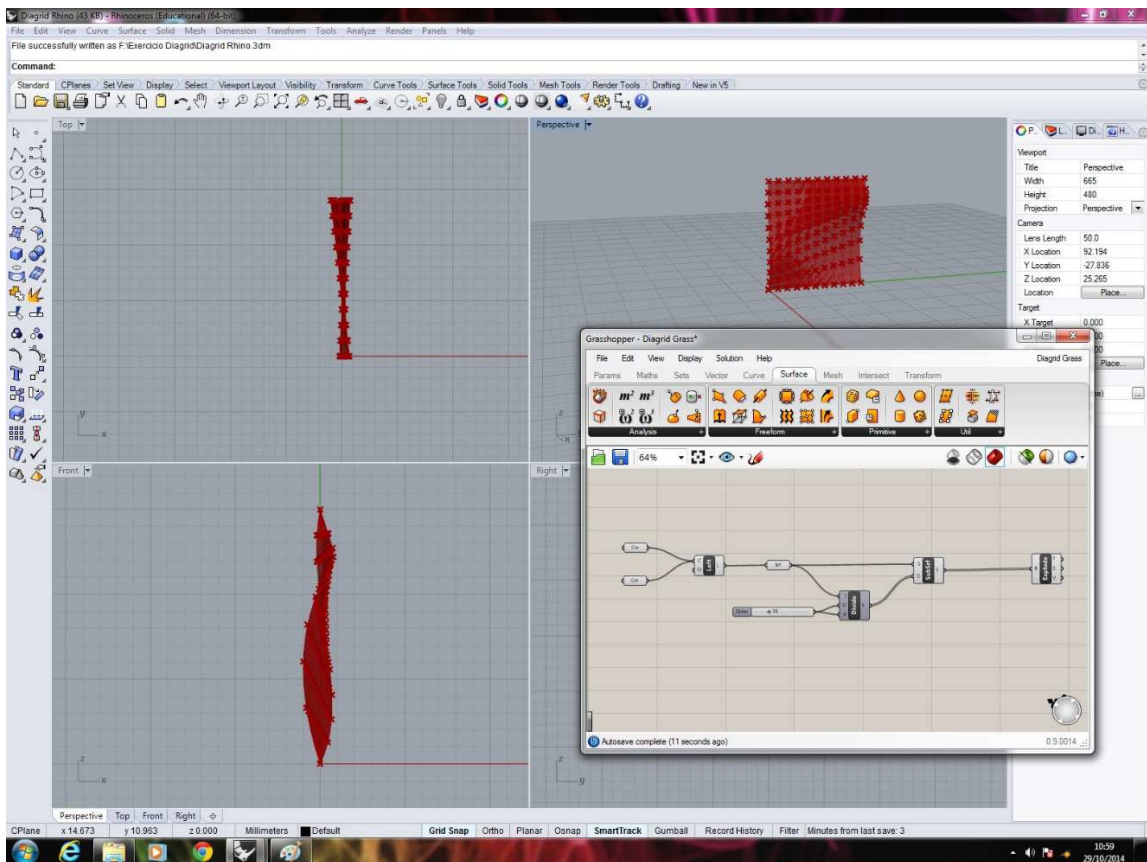 Diagrid Rhino (43 KB) - Rhinoceros (Educational) (64-bit)
File Edit View Curve Surface Solid Mesh Dimension Transform Tools Analyze Render Panels Help
File successfully written as F:\Exercicio Diagrid\Diagrid Rhino.3dm
Command:
Standard CPlanes Set View Display Select Viewport Layout Visibility Transform Curve Tools Surface Tools Solid Tools Mesh Tools Render Tools Drafting New in V5
Top
Perspective
P.. L.. Di.. H..
Viewport
Title Perspective
Width 665
Height 480
Projection Perspective
Camera
Lens Length 50.0
X Location 92.194
Y Location -27.836
Z Location 25.265
Location Place...
Target
X Target 0.000
Place...
Grasshopper - Diagrid Grass*
File Edit View Display Solution Help Diagrid Grass
Params Maths Sets Vector Curve Surface Mesh Intersect Transform
Analysis Freeform Primitive Util
64%
Front
Right
Crv
Loft
Srf
SubSrf
Explode
Crv
Slider
Divide
Autosave complete (11 seconds ago) 0.9.0014
y
x
z
x
z
y
z
x
Perspective Top Front Right
CPlane x 14.673 y 10.963 z 0.000 Millimeters Default Grid Snap Ortho Planar Osnap SmartTrack Gumball Record History Filter Minutes from last save: 3
10:59
29/10/2014